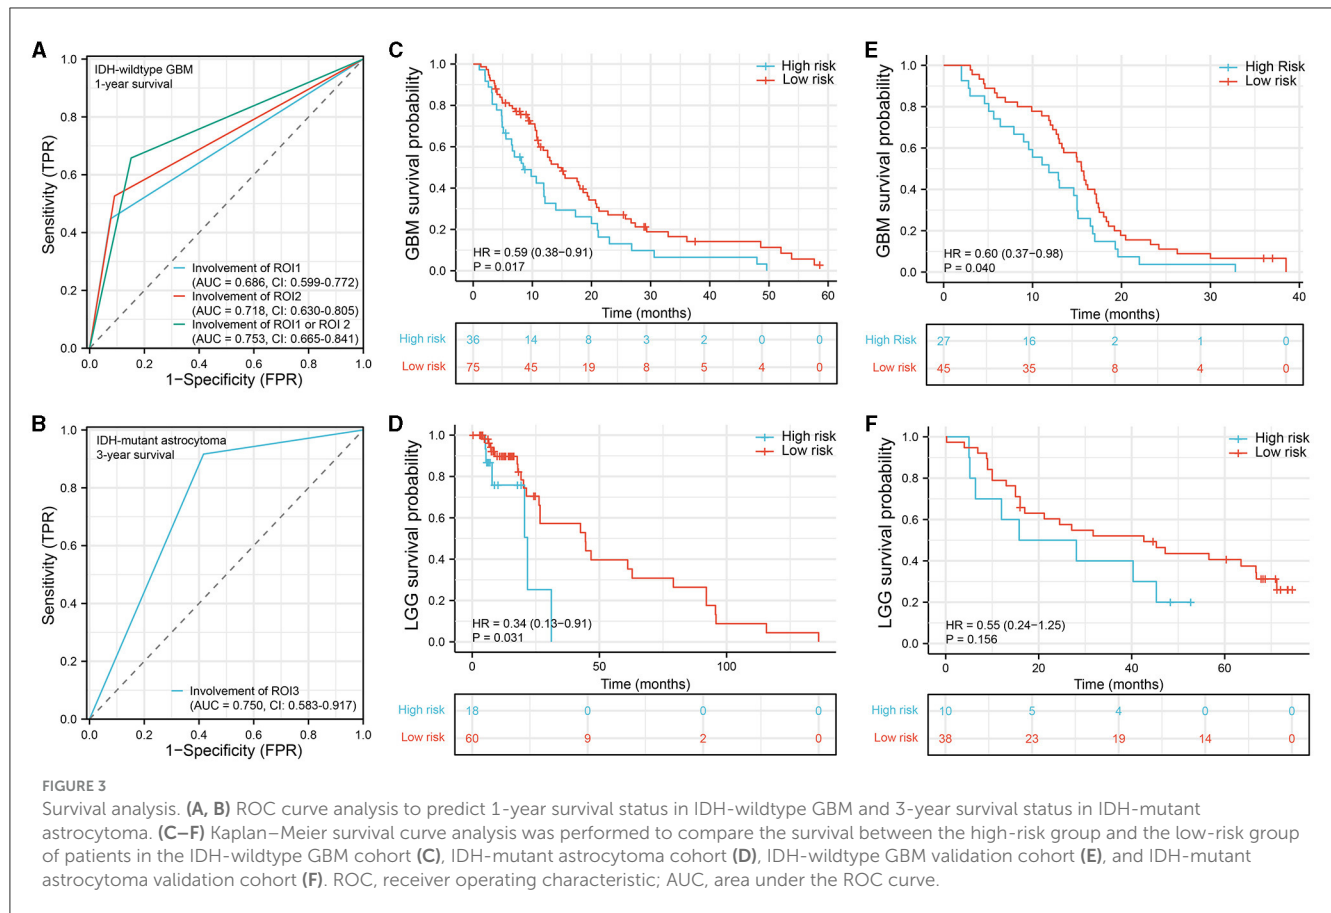 A
1.0
0.8
0.6
0.4
0.2
0.0
Sensitivity (TPR)
IDH-wildtype GBM
1-year survival
Involvement of ROI1
(AUC = 0.686, CI: 0.599-0.772)
Involvement of ROI2
(AUC = 0.718, CI: 0.630-0.805)
Involvement of ROI1 or ROI 2
(AUC = 0.753, CI: 0.665-0.841)
0.0 0.2 0.4 0.6 0.8 1.0
1−Specificity (FPR)
C
1.0
0.8
0.6
0.4
0.2
0.0
GBM survival probability
High risk
Low risk
HR = 0.59 (0.38−0.91)
P = 0.017
0 10 20 30 40 50 60
Time (months)
High risk 36 14 8 3 2 0 0
Low risk 75 45 19 8 5 4 0
E
1.0
0.8
0.6
0.4
0.2
0.0
GBM survival probability
High Risk
Low risk
HR = 0.60 (0.37−0.98)
P = 0.040
0 10 20 30 40
Time (months)
High Risk 27 16 2 1 0
Low risk 45 35 8 4 0
B
1.0
0.8
0.6
0.4
0.2
0.0
Sensitivity (TPR)
IDH-mutant astrocytoma
3-year survival
Involvement of ROI3
(AUC = 0.750, CI: 0.583-0.917)
0.0 0.2 0.4 0.6 0.8 1.0
1−Specificity (FPR)
D
1.0
0.8
0.6
0.4
0.2
0.0
LGG survival probability
High risk
Low risk
HR = 0.34 (0.13−0.91)
P = 0.031
0 50 100
Time (months)
High risk 18 0 0 0
Low risk 60 9 2 0
F
1.0
0.8
0.6
0.4
0.2
0.0
LGG survival probability
High risk
Low risk
HR = 0.55 (0.24−1.25)
P = 0.156
0 20 40 60
Time (months)
High risk 10 5 4 0 0
Low risk 38 23 19 14 0
FIGURE 3
Survival analysis. (A, B) ROC curve analysis to predict 1-year survival status in IDH-wildtype GBM and 3-year survival status in IDH-mutant
astrocytoma. (C–F) Kaplan–Meier survival curve analysis was performed to compare the survival between the high-risk group and the low-risk group
of patients in the IDH-wildtype GBM cohort (C), IDH-mutant astrocytoma cohort (D), IDH-wildtype GBM validation cohort (E), and IDH-mutant
astrocytoma validation cohort (F). ROC, receiver operating characteristic; AUC, area under the ROC curve.